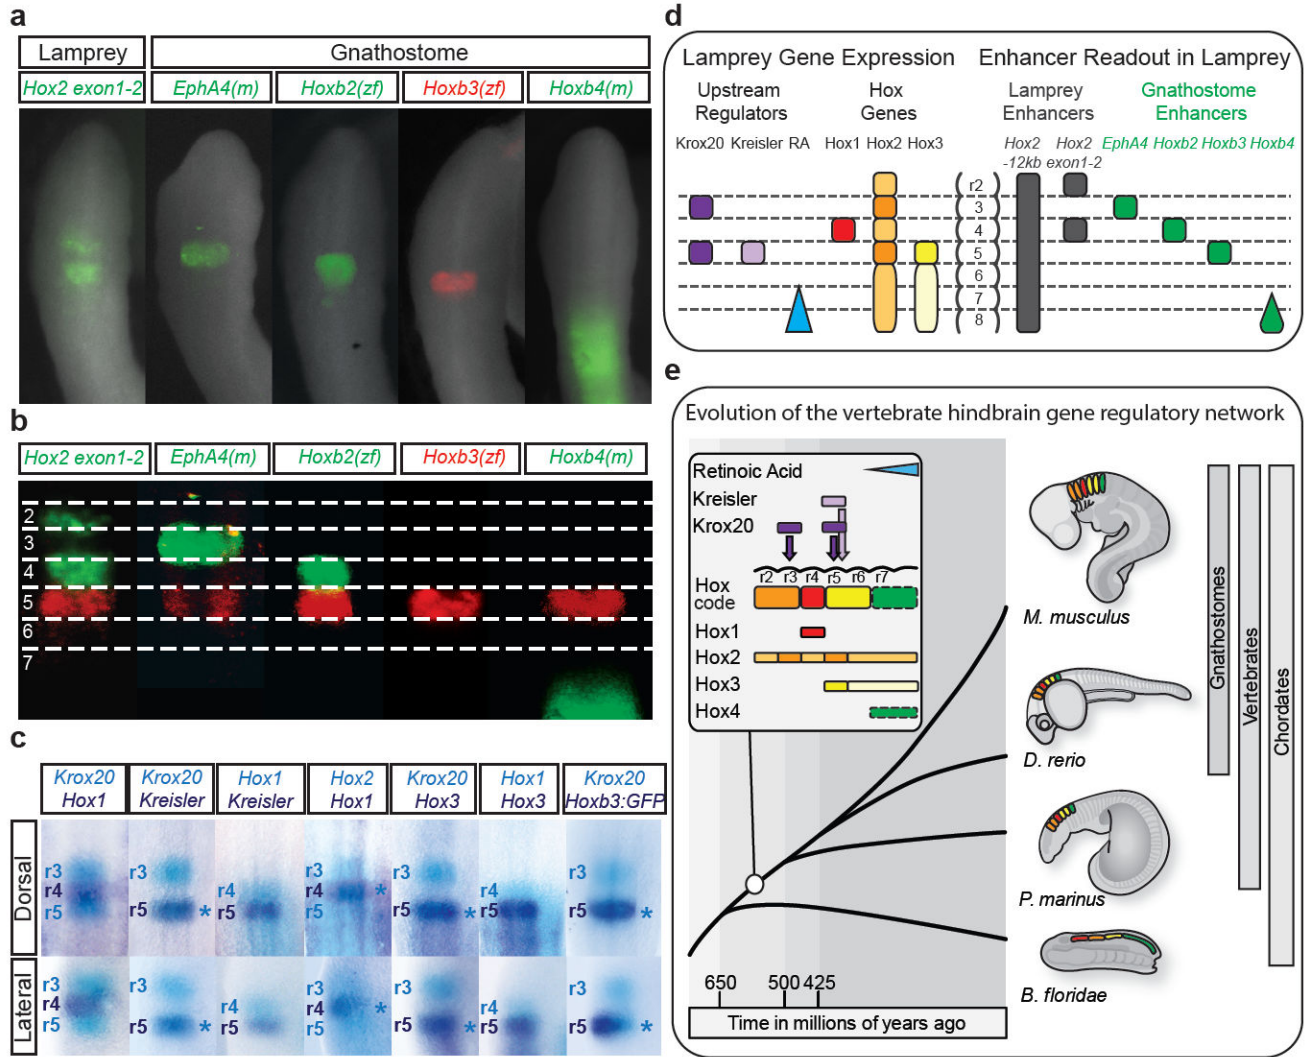 a
Lamprey
Gnathostome
Hox2 exon1-2
EphA4(m)
Hoxb2(zf)
Hoxb3(zf)
Hoxb4(m)
b
Hox2 exon1-2
EphA4(m)
Hoxb2(zf)
Hoxb3(zf)
Hoxb4(m)
2
3
4
5
6
7
c
Krox20
Hox1
Krox20
Kreisler
Hox1
Kreisler
Hox2
Hox1
Krox20
Hox3
Hox1
Hox3
Krox20
Hoxb3:GFP
Dorsal
r3
r4
r5
r3
r5 *
r4
r5
r3
r4 *
r5
r3
r5 *
r4
r5
r3
r5 *
Lateral
r3
r4
r5
r3
r5 *
r4
r5
r3
r4 *
r5
r3
r5 *
r4
r5
r3
r5 *
d
Lamprey Gene Expression
Enhancer Readout in Lamprey
Upstream
Regulators
Hox
Genes
Lamprey
Enhancers
Gnathostome
Enhancers
Krox20 Kreisler RA
Hox1 Hox2 Hox3
Hox2
-12kb
Hox2
exon1-2
EphA4 Hoxb2 Hoxb3 Hoxb4
r2
3
4
5
6
7
8
e
Evolution of the vertebrate hindbrain gene regulatory network
Retinoic Acid
Kreisler
Krox20
r2 r3 r4 r5 r6 r7
Hox
code
Hox1
Hox2
Hox3
Hox4
M. musculus
D. rerio
P. marinus
B. floridae
Gnathostomes
Vertebrates
Chordates
650 500 425
Time in millions of years ago